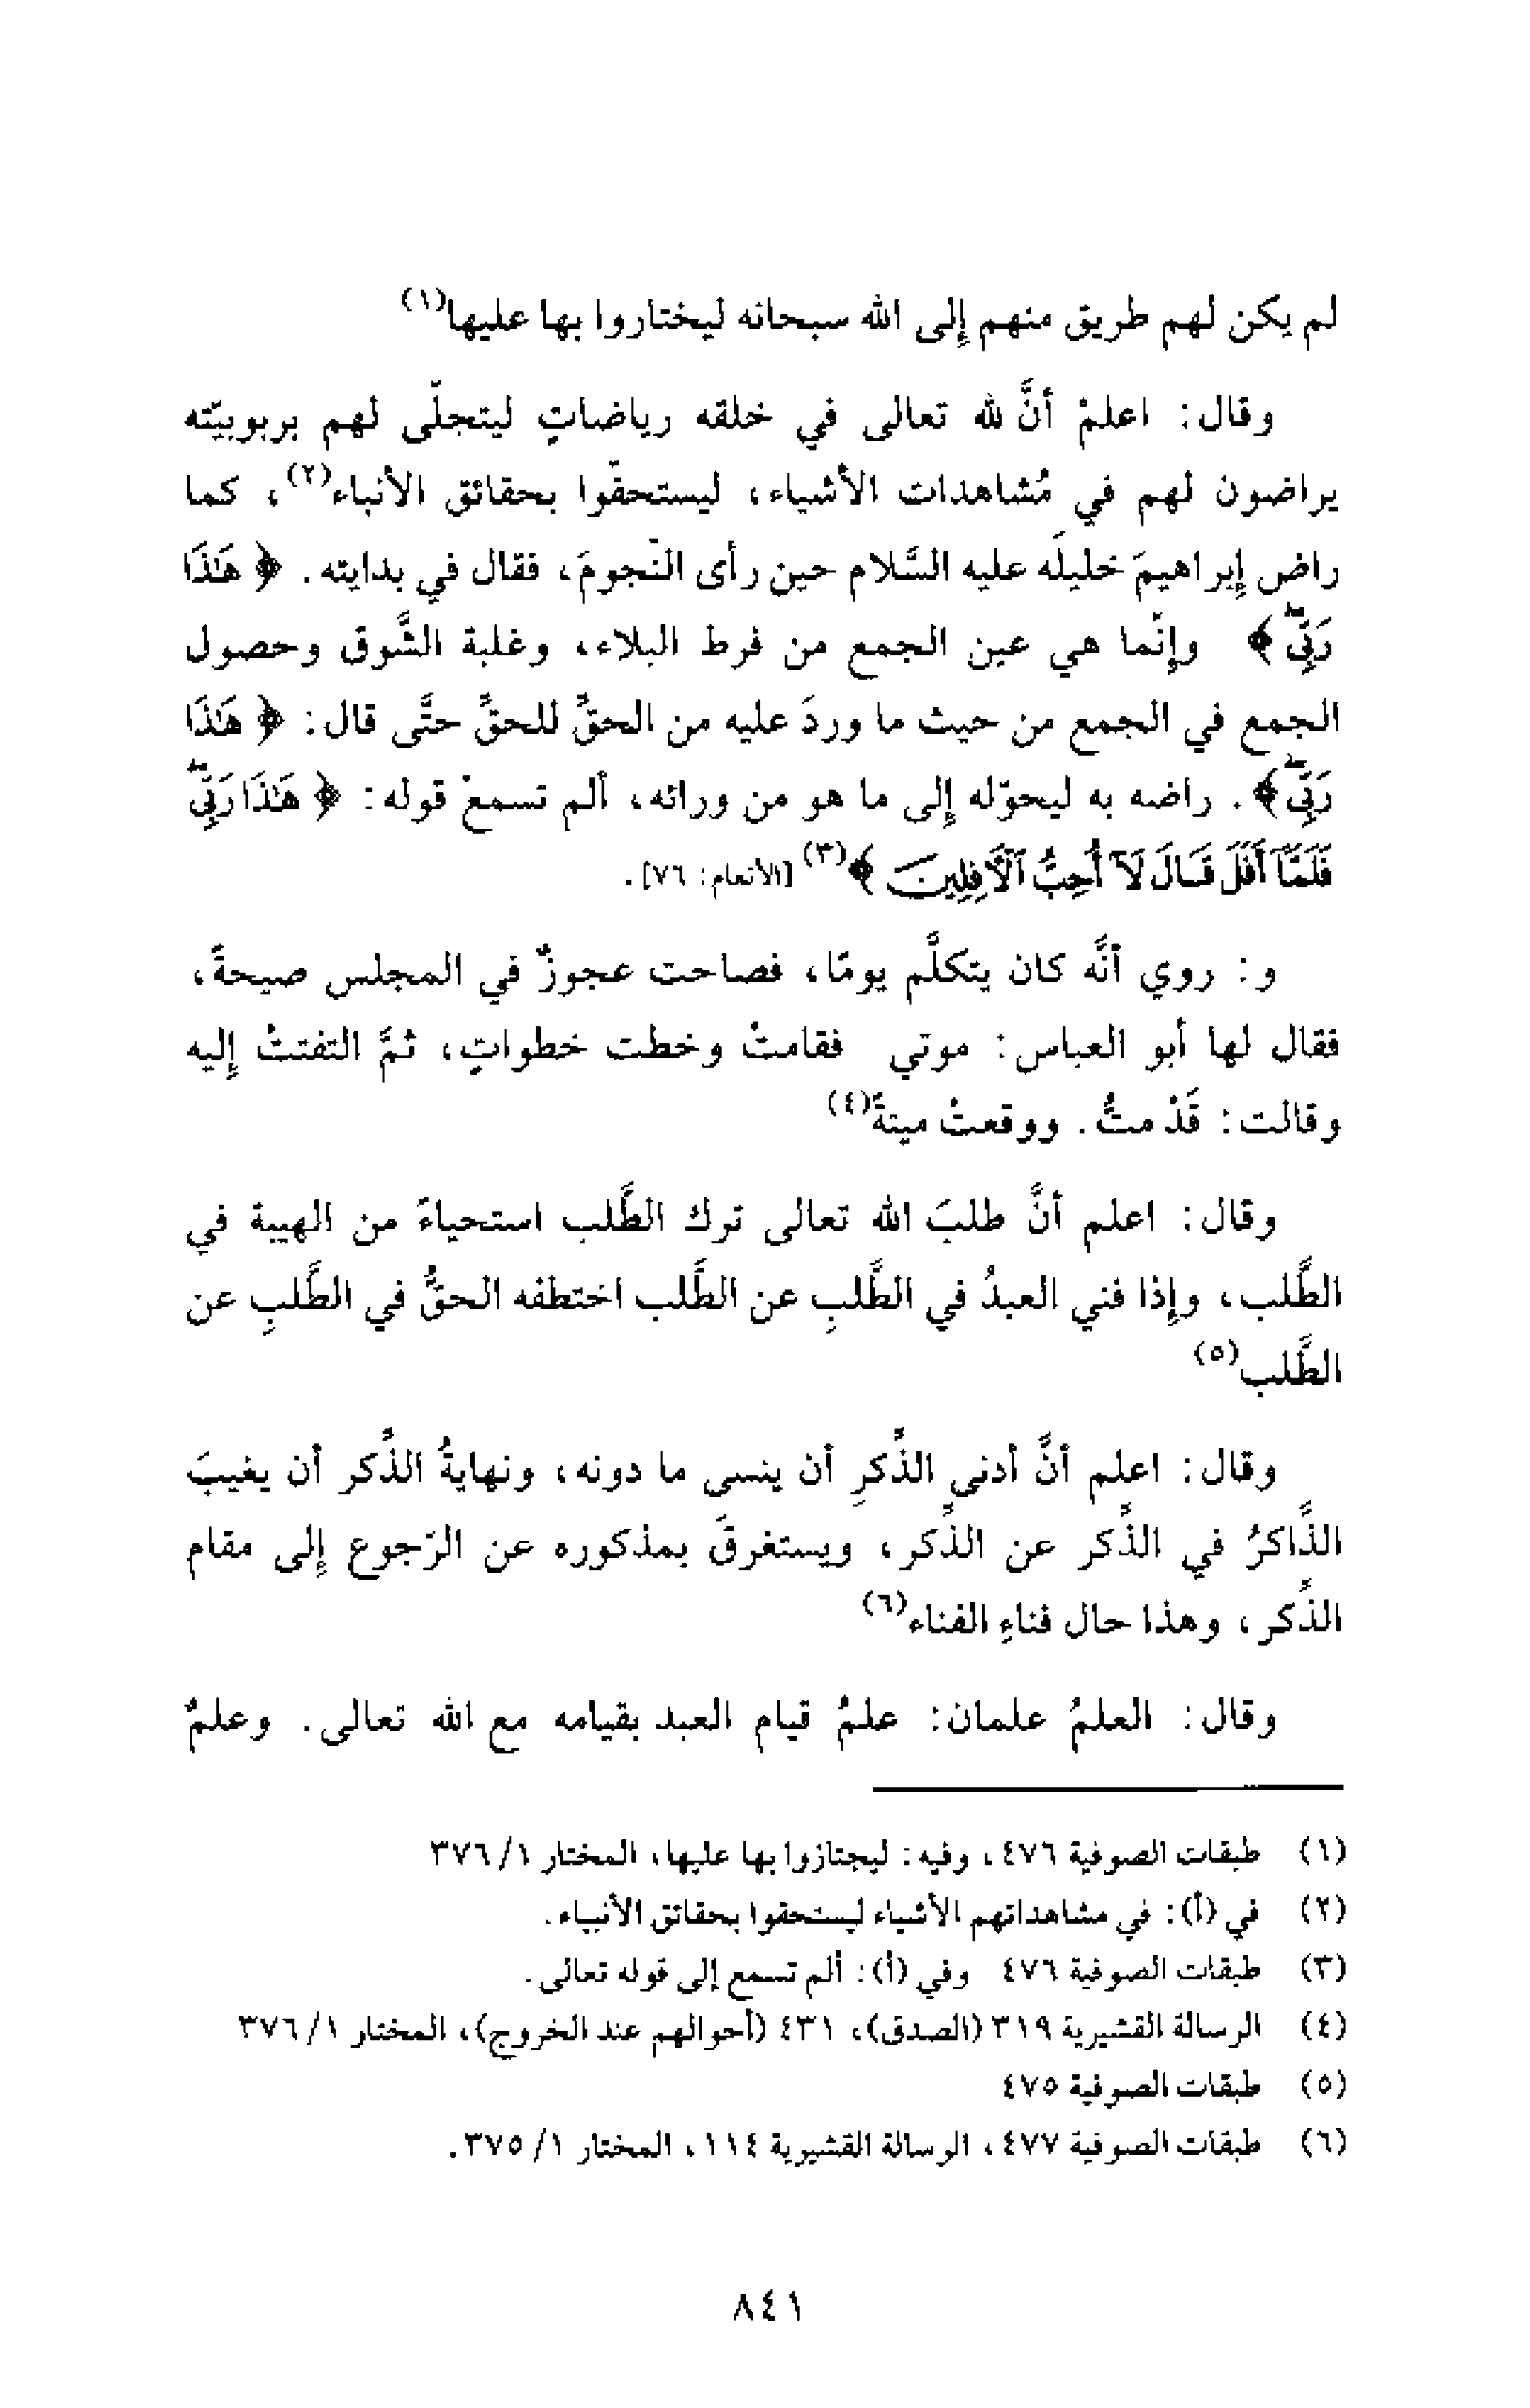 لم يكن لهم طريق منهم إلى الله سبحانه ليختاروا بها عليها(١)
وقال: اعلمْ أنَّ لله تعالى في خلقه رياضاتٍ ليتجلّى لهم بربوبيّته
يراضون لهم في مُشاهدات الأشياء، ليستحقّوا بحقائق الأنباء(٢)، كما
راض إبراهيمَ خليلَه عليه السَّلام حين رأى النّجومَ، فقال في بدايته. ﴿ هَٰذَا
رَبِّيۖ ﴾ وإنّما هي عين الجمع من فرط البلاء، وغلبة الشَّوق وحصول
الجمع في الجمع من حيث ما وردَ عليه من الحقِّ للحقِّ حتَّى قال: ﴿ هَٰذَا
رَبِّيۖ ﴾. راضه به ليحوّله إلى ما هو من ورائه، ألم تسمعْ قوله: ﴿ هَٰذَا رَبِّيۖ
فَلَمَّآ أَفَلَ قَالَ لَآ أُحِبُّ ٱلْآفِلِينَ ﴾(٣) [الأنعام: ٧٦].
و: روي أنَّه كان يتكلَّم يومًا، فصاحت عجوزٌ في المجلس صيحةً،
فقال لها أبو العباس: موتي فقامتْ وخطت خطواتٍ، ثمَّ التفتتْ إليه
وقالت: قَدْ متُّ. ووقعتْ ميتةً(٤)
وقال: اعلم أنَّ طلبَ الله تعالى ترك الطَّلب استحياءً من الهيبة في
الطَّلب، وإذا فني العبدُ في الطَّلبِ عن الطَّلب اختطفه الحقُّ في الطَّلبِ عن
الطَّلب(٥)
وقال: اعلم أنَّ أدنى الذِّكرِ أن ينسى ما دونه، ونهايةُ الذِّكر أن يغيبَ
الذَّاكرُ في الذِّكر عن الذِّكر، ويستغرقَ بمذكوره عن الرّجوع إلى مقام
الذِّكر، وهذا حال فناءِ الفناء(٦)
وقال: العلمُ علمان: علمُ قيام العبد بقيامه مع الله تعالى. وعلمٌ
(١) طبقات الصوفية ٤٧٦، وفيه: ليجتازوا بها عليها، المختار ١/ ٣٧٦
(٢) في (أ): في مشاهداتهم الأشياء ليستحقوا بحقائق الأنبياء.
(٣) طبقات الصوفية ٤٧٦ وفي (أ): ألم تسمع إلى قوله تعالى.
(٤) الرسالة القشيرية ٣١٩ (الصدق)، ٤٣١ (أحوالهم عند الخروج)، المختار ١/ ٣٧٦
(٥) طبقات الصوفية ٤٧٥
(٦) طبقات الصوفية ٤٧٧، الرسالة القشيرية ١١٤، المختار ١/ ٣٧٥.
٨٤١